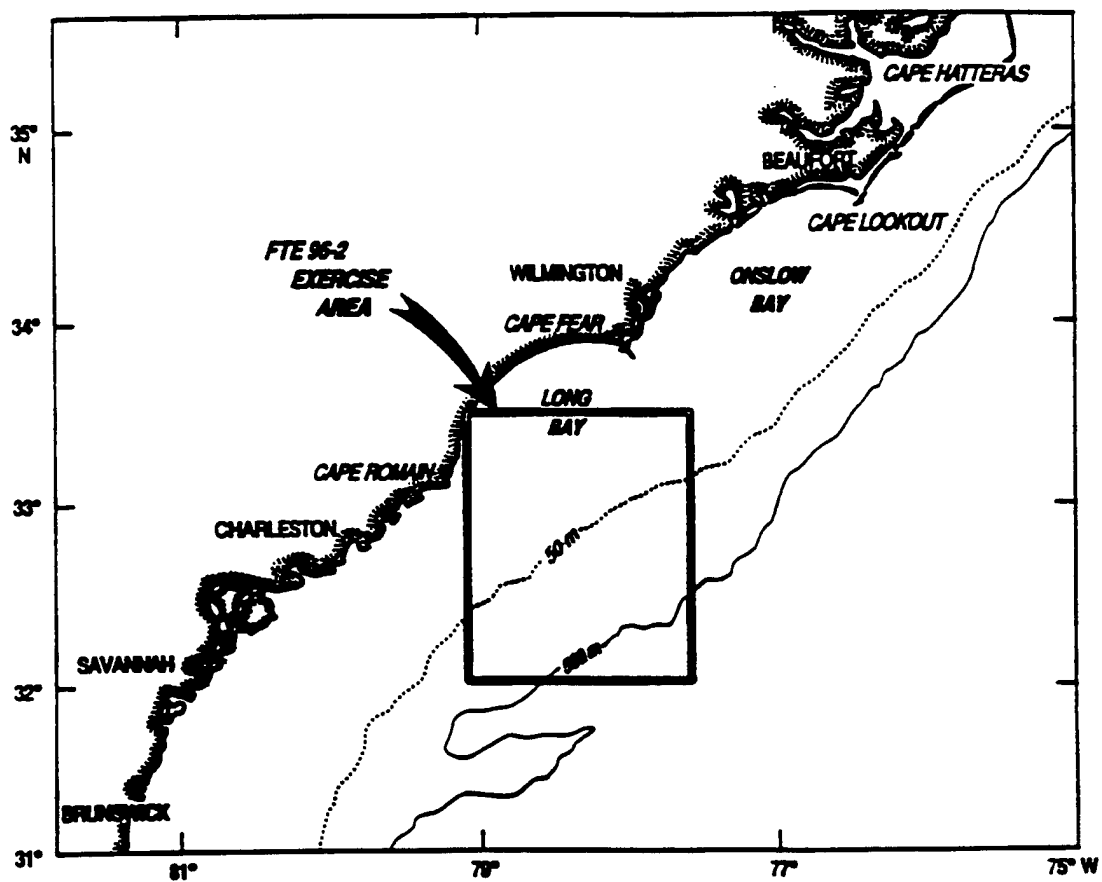 CAPE HATTERAS
35°
N
BEAUFORT
CAPE LOOKOUT
FTE 96-2
EXERCISE
AREA
WILMINGTON
ONSLOW
BAY
34°
CAPE FEAR
LONG
BAY
CAPE ROMAIN
33°
CHARLESTON
50 m
SAVANNAH
32°
BRUNSWICK
31°
81°
79°
77°
75° W